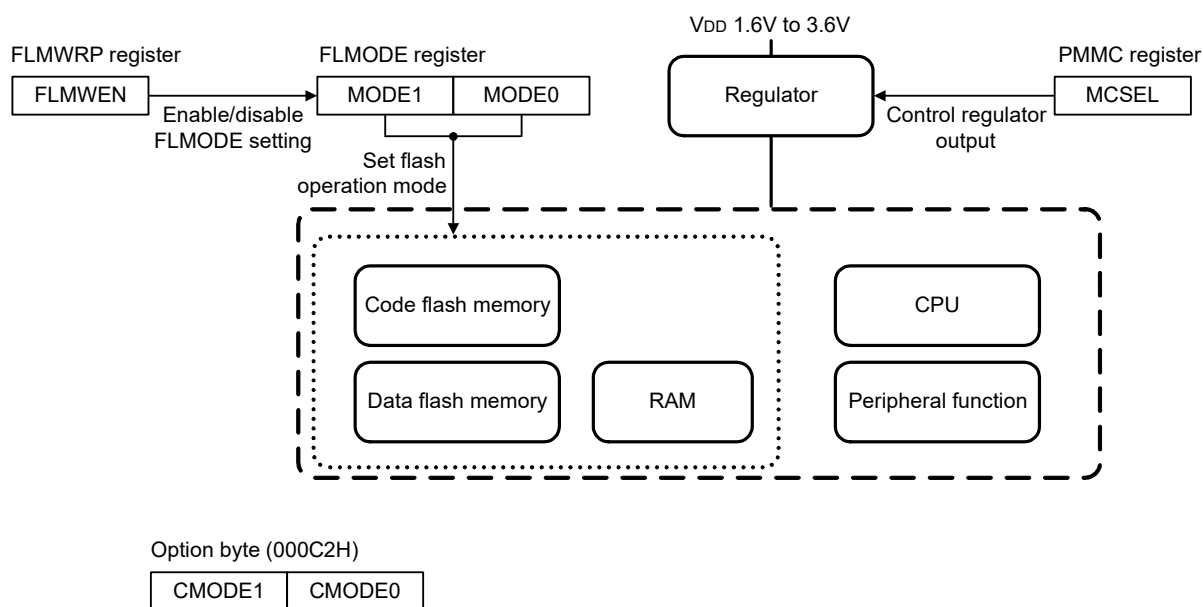 VDD 1.6V to 3.6V
FLMWRP register
FLMODE register
PMMC register
FLMWEN
MODE1
MODE0
Regulator
MCSEL
Enable/disable
FLMODE setting
Control regulator
output
Set flash
operation mode
Code flash memory
CPU
Data flash memory
RAM
Peripheral function
Option byte (000C2H)
CMODE1
CMODE0